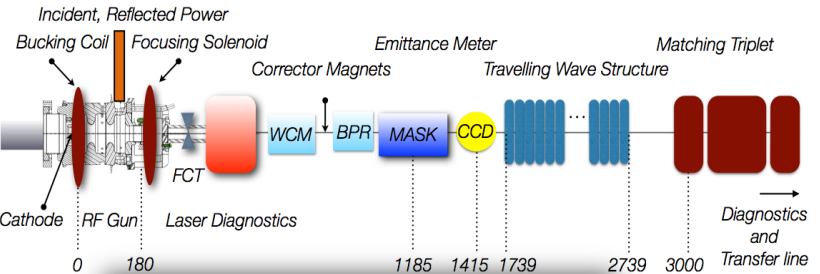 Incident, Reflected Power
Bucking Coil
Focusing Solenoid
Emittance Meter
Matching Triplet
Corrector Magnets
Travelling Wave Structure
WCM
BPR
MASK
CCD
...
FCT
Cathode
RF Gun
Laser Diagnostics
Diagnostics
and
Transfer line
0
180
1185
1415
1739
2739
3000